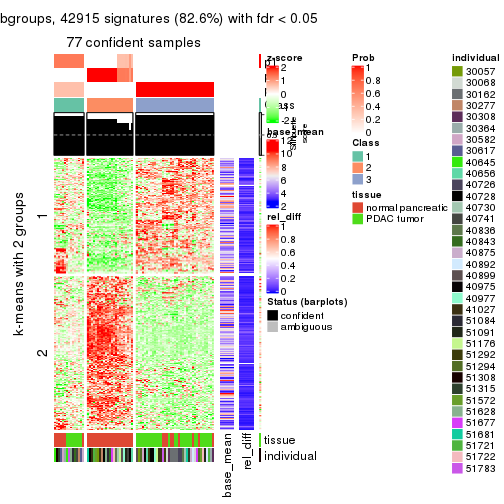 bgroups, 42915 signatures (82.6%) with fdr < 0.05
77 confident samples
k-means with 2 groups
1
2
z-score
2
-2
base_mean
12
10
8
6
4
2
rel_diff
1
0.8
0.6
0.4
0.2
0
Status (barplots)
confident
ambiguous
Silhouette
score
tissue
individual
base_mean
rel_diff
Prob
1
0.8
0.6
0.4
0.2
0
Class
1
2
3
tissue
normal pancreatic
PDAC tumor
individual
30057
30068
30162
30277
30308
30364
30582
30617
40645
40656
40726
40728
40730
40741
40836
40843
40875
40892
40899
40975
40977
41027
51084
51091
51176
51292
51294
51308
51315
51572
51628
51677
51681
51721
51722
51783